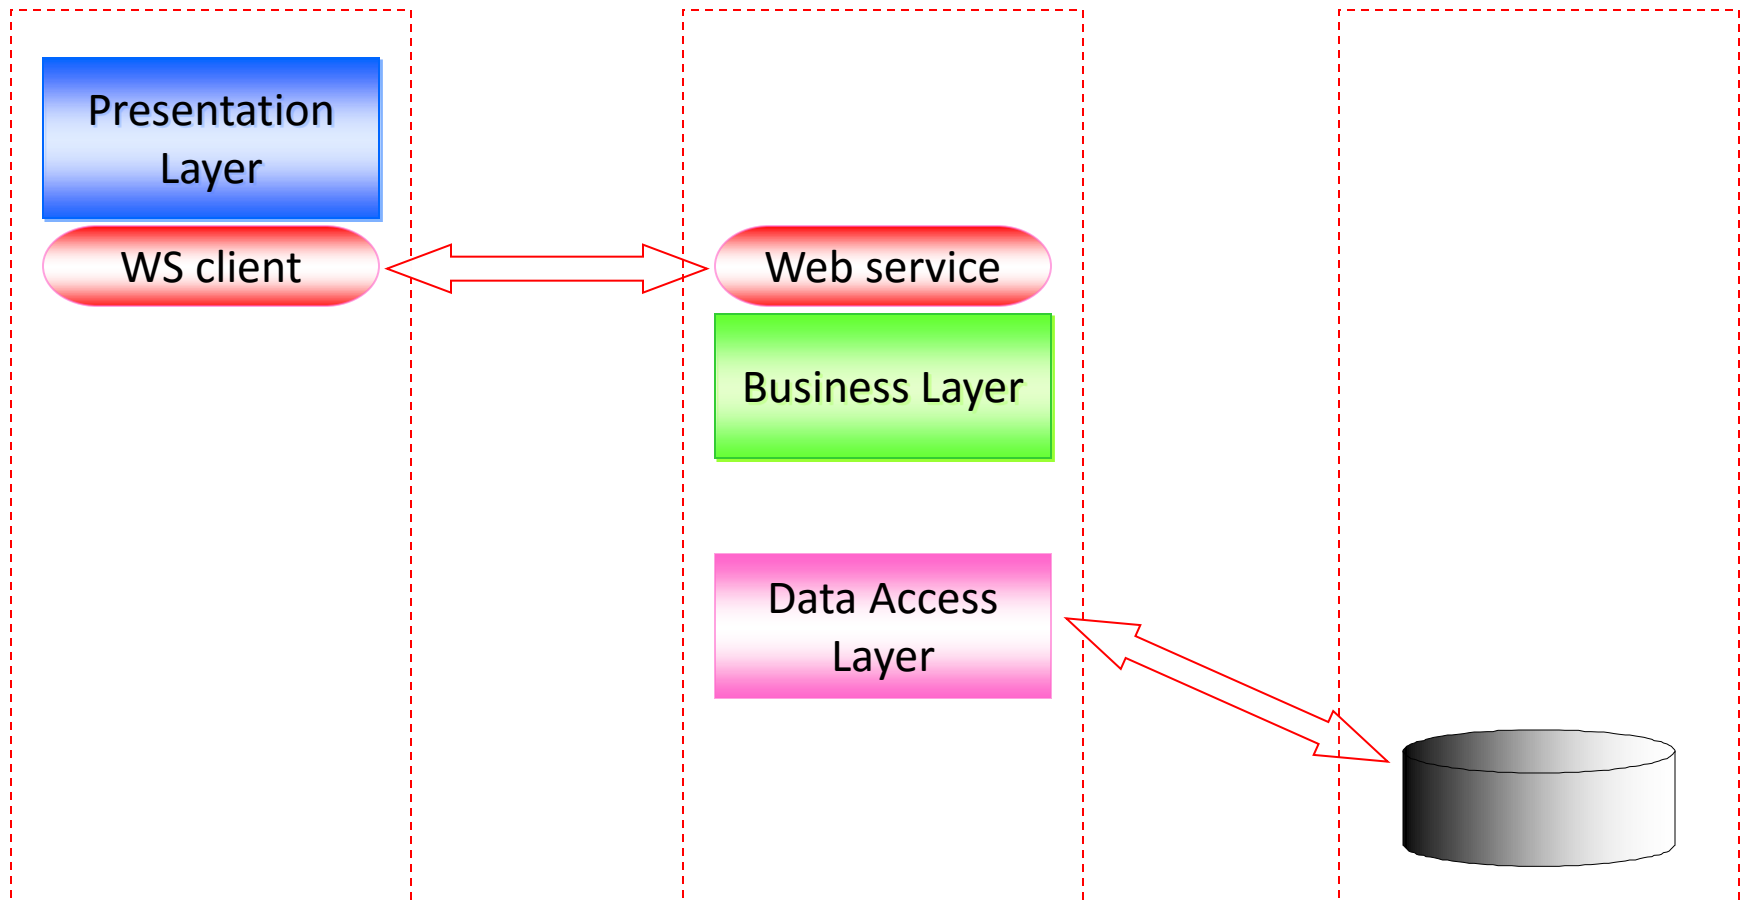 Presentation
Layer
WS client
Web service
Business Layer
Data Access
Layer